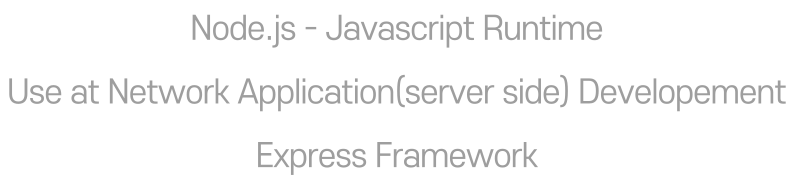 Node.js - Javascript Runtime
Use at Network Application(server side) Developement
Express Framework